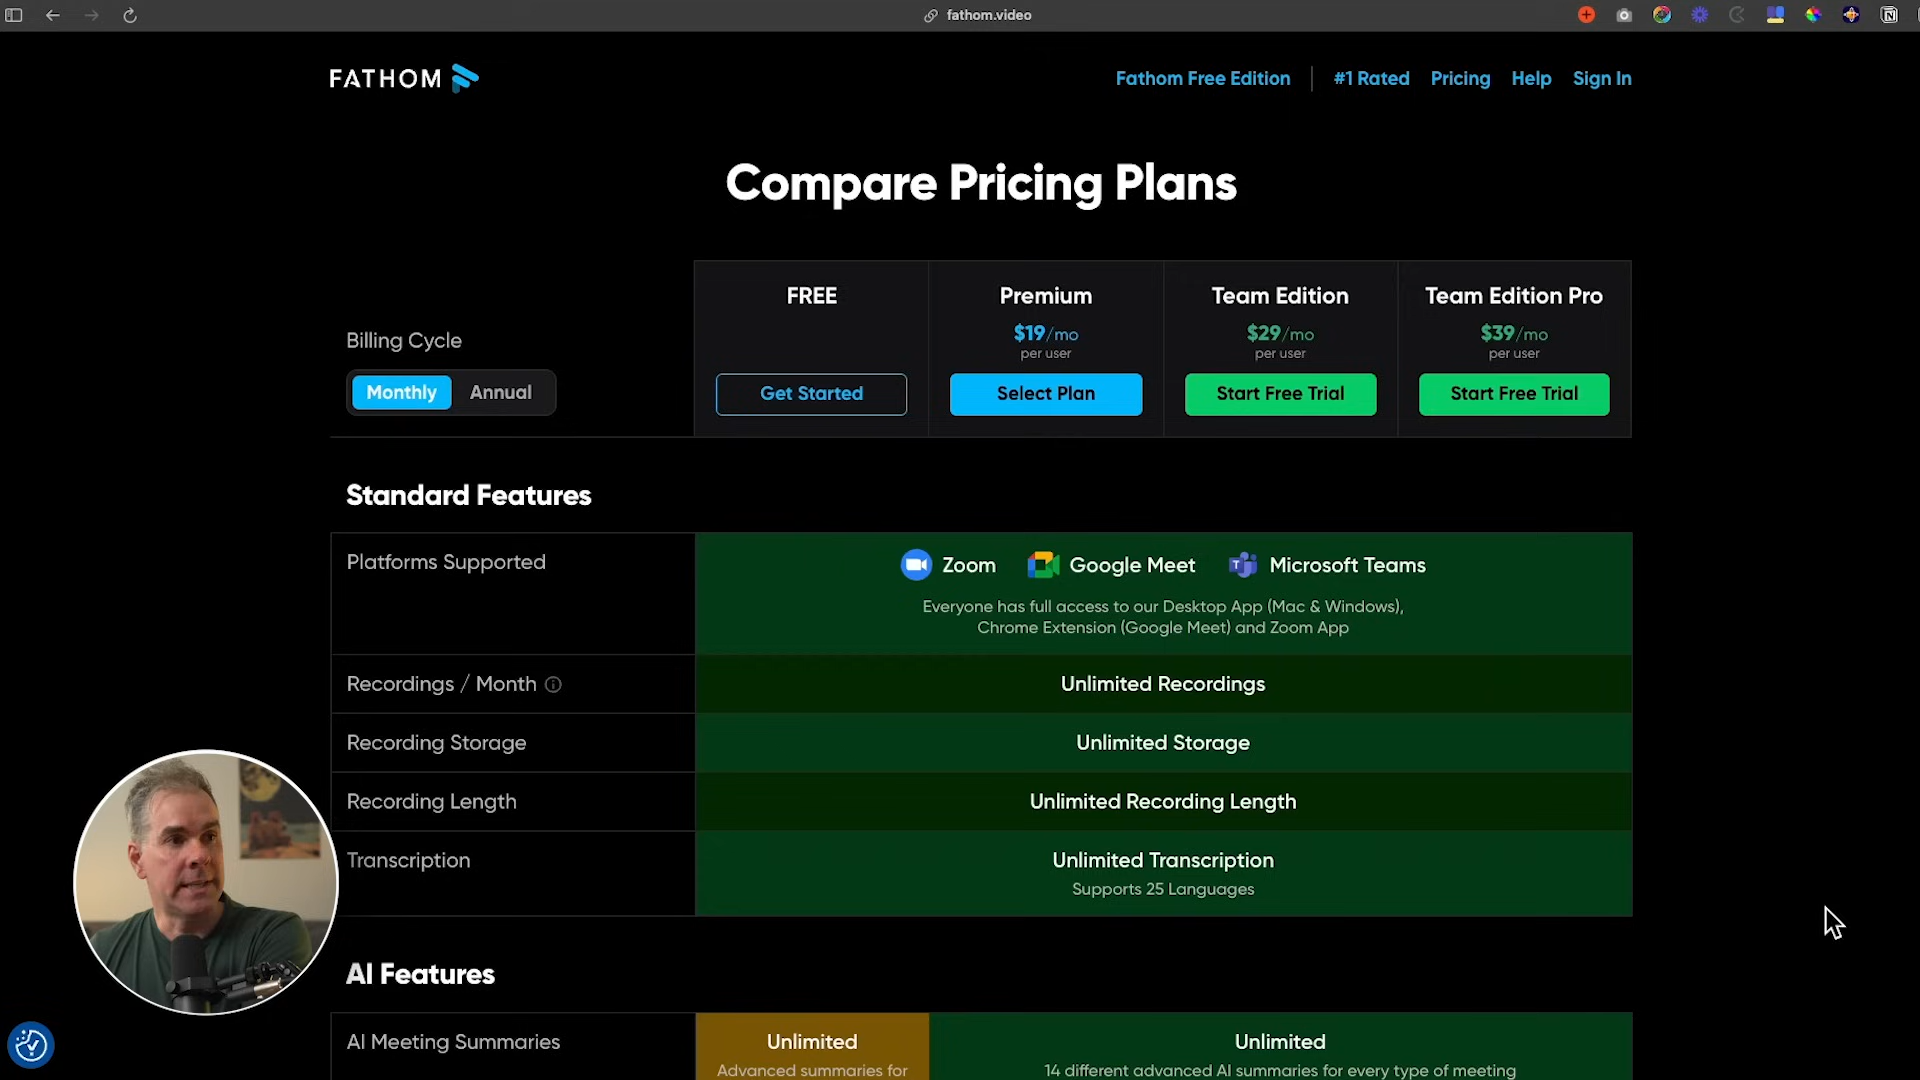 fathom.video
FATHOM
Fathom Free Edition
#1 Rated
Pricing
Help
Sign In
Compare Pricing Plans
Billing Cycle
Monthly
Annual
FREE
Get Started
Premium
$19/mo
per user
Select Plan
Team Edition
$29/mo
per user
Start Free Trial
Team Edition Pro
$39/mo
per user
Start Free Trial
Standard Features
Platforms Supported
Zoom
Google Meet
Microsoft Teams
Everyone has full access to our Desktop App (Mac & Windows),
Chrome Extension (Google Meet) and Zoom App
Recordings / Month
Unlimited Recordings
Recording Storage
Unlimited Storage
Recording Length
Unlimited Recording Length
Transcription
Unlimited Transcription
Supports 25 Languages
AI Features
AI Meeting Summaries
Unlimited
Advanced summaries for
Unlimited
14 different advanced AI summaries for every type of meeting